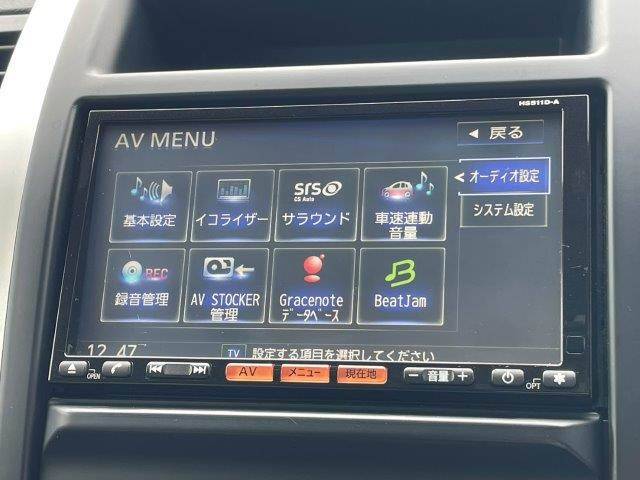 HS511D-A
AV MENU
戻る
オーディオ設定
システム設定
基本設定
イコライザー
SRS
CS Auto
サラウンド
車速連動
音量
REC
録音管理
AV STOCKER
管理
Gracenote
データベース
BeatJam
12:47
TV
設定する項目を選択してください
OPEN
AV
メニュー
現在地
− 音量 +
OPT